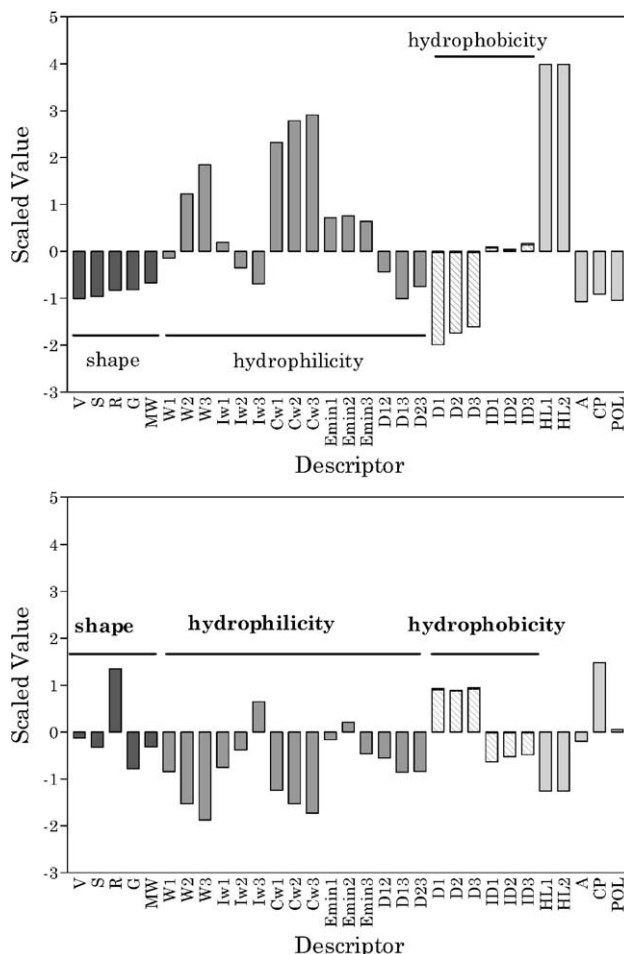 5
4
3
2
1
0
-1
-2
-3
Scaled Value
hydrophobicity
shape
hydrophilicity
V S R G MW W1 W2 W3 Iw1 Iw2 Iw3 Cw1 Cw2 Cw3 Emin1 Emin2 Emin3 D12 D13 D23 D1 D2 D3 ID1 ID2 ID3 HL1 HL2 A CP POL
Descriptor
5
4
3
2
1
0
-1
-2
-3
Scaled Value
shape hydrophilicity hydrophobicity
V S R G MW W1 W2 W3 Iw1 Iw2 Iw3 Cw1 Cw2 Cw3 Emin1 Emin2 Emin3 D12 D13 D23 D1 D2 D3 ID1 ID2 ID3 HL1 HL2 A CP POL
Descriptor